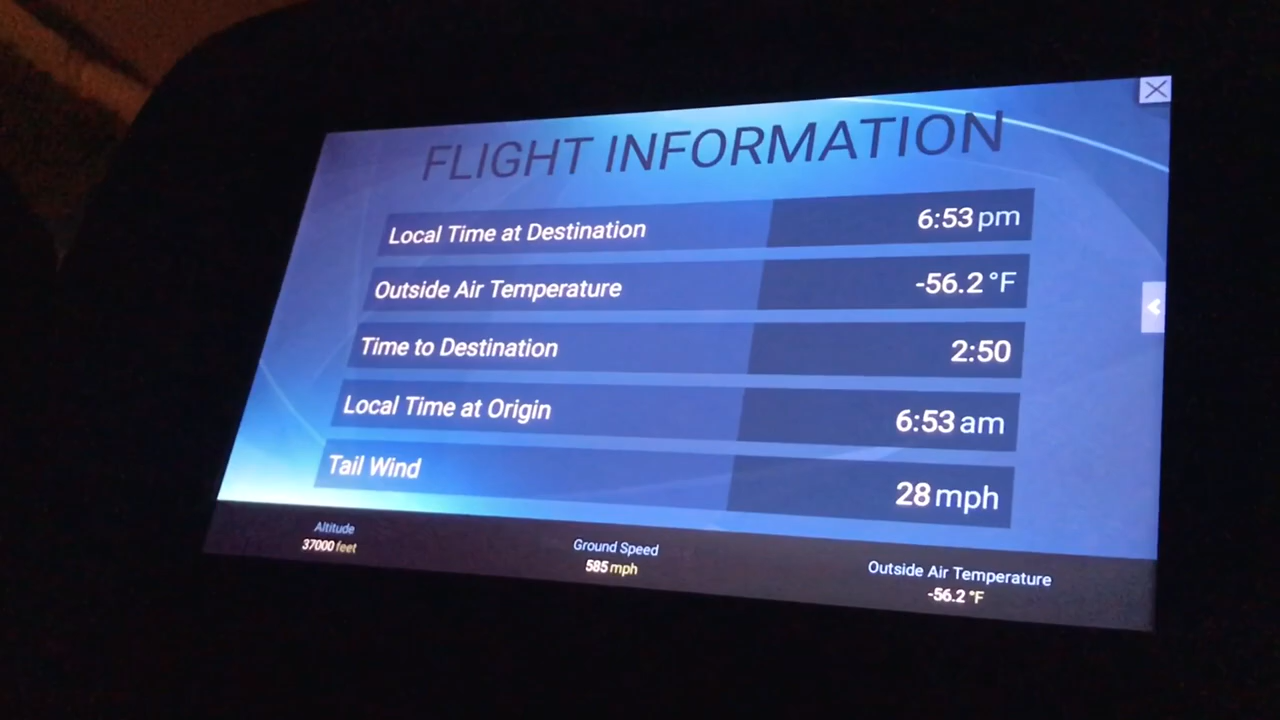 FLIGHT INFORMATION
Local Time at Destination 6:53 pm
Outside Air Temperature -56.2 °F
Time to Destination 2:50
Local Time at Origin 6:53 am
Tail Wind 28 mph
Altitude Ground Speed Outside Air Temperature
37000 feet 585 mph -56.2 °F